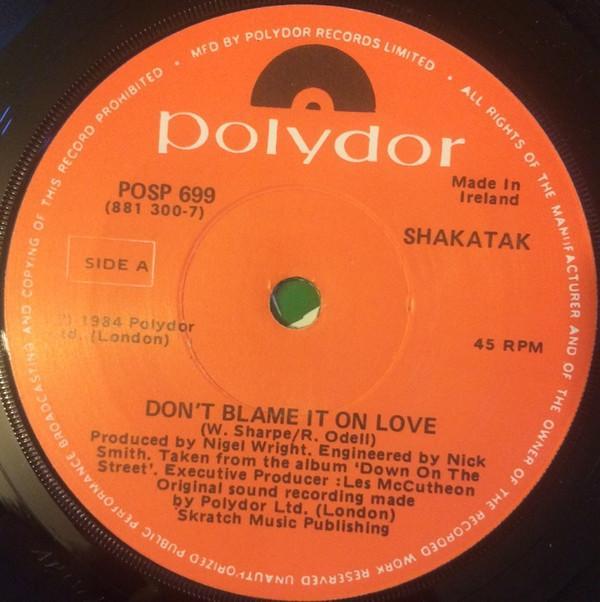 MFD BY POLYDOR RECORDS LIMITED • ALL RIGHTS OF THE MANUFACTURER AND OF THE OWNER OF THE RECORDED WORK RESERVED UNAUTHORIZED PUBLIC PERFORMANCE BROADCASTING AND COPYING OF THIS RECORD PROHIBITED •
polydor
POSP 699
(881 300-7)
Made In
Ireland
SHAKATAK
SIDE A
1984 Polydor
(London)
45 RPM
DON'T BLAME IT ON LOVE
(W. Sharpe/R. Odell)
Produced by Nigel Wright. Engineered by Nick
Smith. Taken from the album 'Down On The
Street'. Executive Producer : Les McCutheon
Original sound recording made
by Polydor Ltd. (London)
Skratch Music Publishing